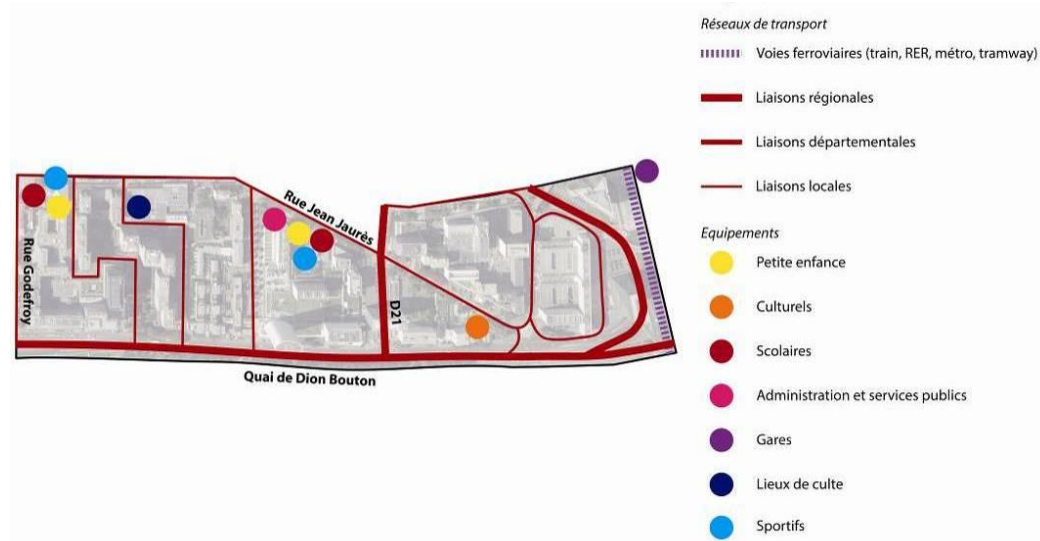 Rue Godefroy
Rue Jean Jaurès
D21
Quai de Dion Bouton
Réseaux de transport
Voies ferroviaires (train, RER, métro, tramway)
Liaisons régionales
Liaisons départementales
Liaisons locales
Equipements
Petite enfance
Culturels
Scolaires
Administration et services publics
Gares
Lieux de culte
Sportifs